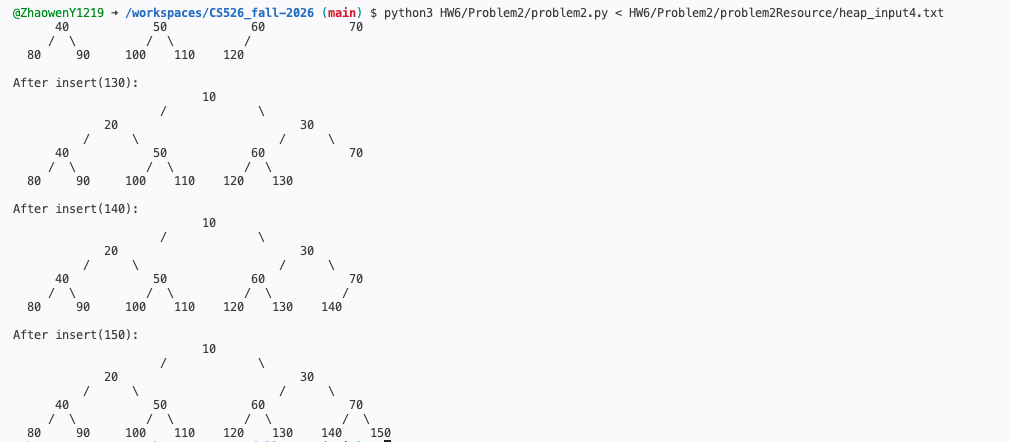 @ZhaowenY1219 → /workspaces/CS526_fall-2026 (main) $ python3 HW6/Problem2/problem2.py < HW6/Problem2/problem2Resource/heap_input4.txt
      40            50            60            70
     /  \          /  \          /
  80     90     100    110    120

After insert(130):
                           10
                     /             \
             20                          30
          /      \                    /      \
      40            50            60            70
     /  \          /  \          /  \
  80     90     100    110    120    130

After insert(140):
                           10
                     /             \
             20                          30
          /      \                    /      \
      40            50            60            70
     /  \          /  \          /  \          /
  80     90     100    110    120    130    140

After insert(150):
                           10
                     /             \
             20                          30
          /      \                    /      \
      40            50            60            70
     /  \          /  \          /  \          /  \
  80     90     100    110    120    130    140    150